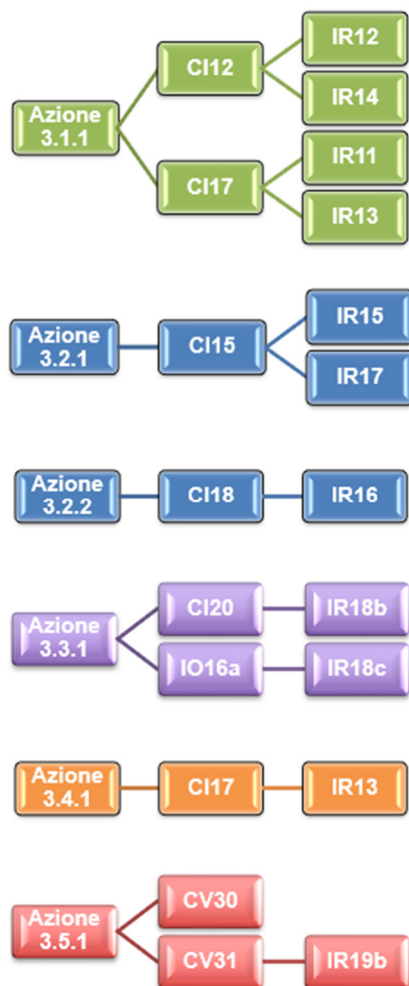 IR12
CI12
IR14
Azione
3.1.1
IR11
CI17
IR13
IR15
Azione
3.2.1
CI15
IR17
Azione
3.2.2
CI18
IR16
CI20
IR18b
Azione
3.3.1
IO16a
IR18c
Azione
3.4.1
CI17
IR13
CV30
Azione
3.5.1
CV31
IR19b